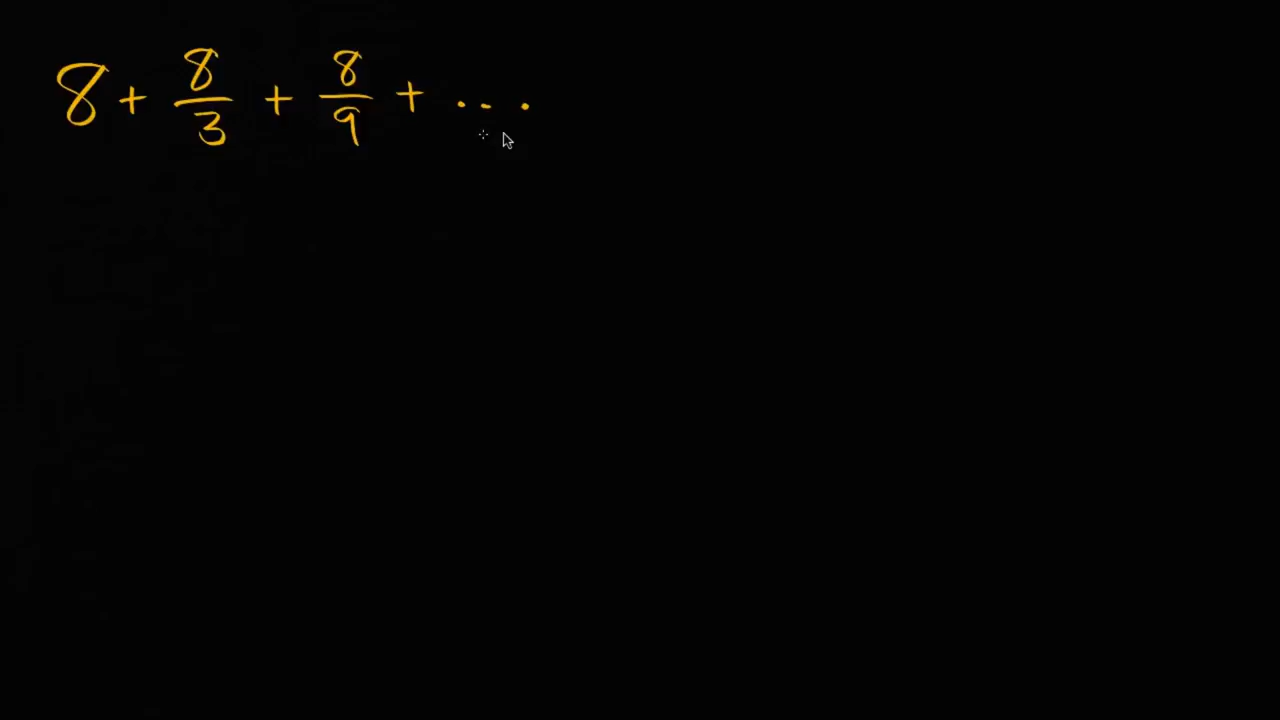 8 + 8/3 + 8/9 + ...